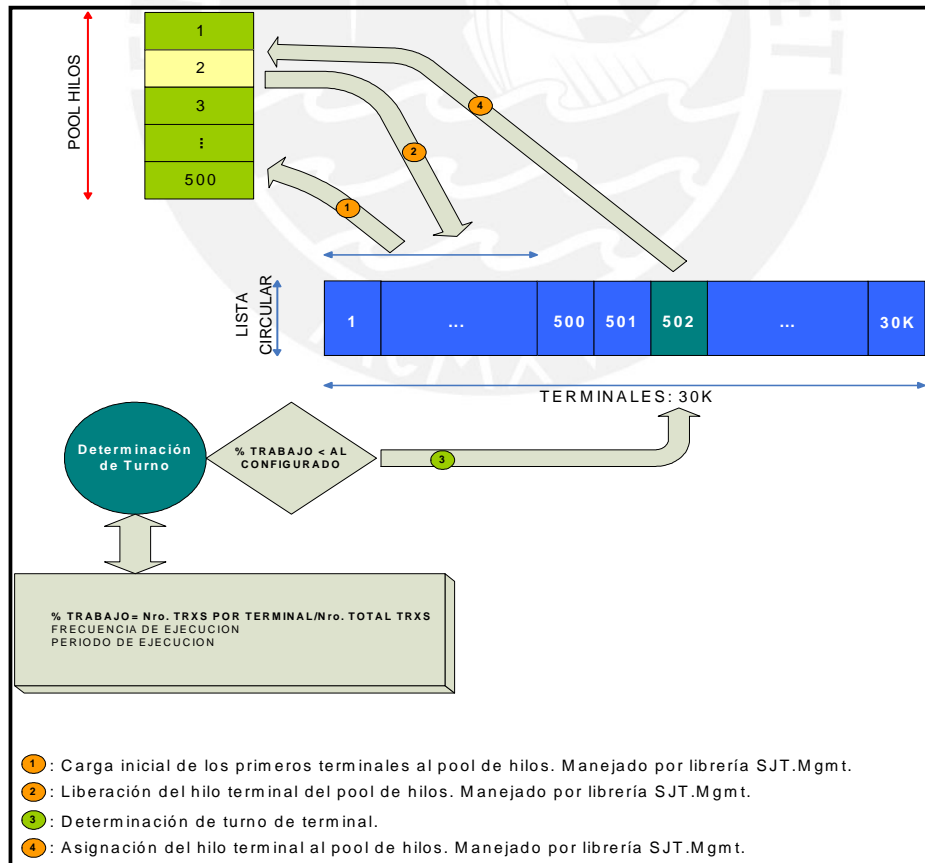 POOL HILOS
1
2
3
...
500
4
2
1
LISTA
CIRCULAR
1
...
500
501
502
...
30K
TERMINALES: 30K
Determinación
de Turno
% TRABAJO < AL
CONFIGURADO
3
% TRABAJO= Nro. TRXS POR TERMINAL/Nro. TOTAL TRXS
FRECUENCIA DE EJECUCION
PERIODO DE EJECUCION
1 : Carga inicial de los primeros terminales al pool de hilos. Manejado por librería SJT.Mgmt.
2 : Liberación del hilo terminal del pool de hilos. Manejado por librería SJT.Mgmt.
3 : Determinación de turno de terminal.
4 : Asignación del hilo terminal al pool de hilos. Manejado por librería SJT.Mgmt.